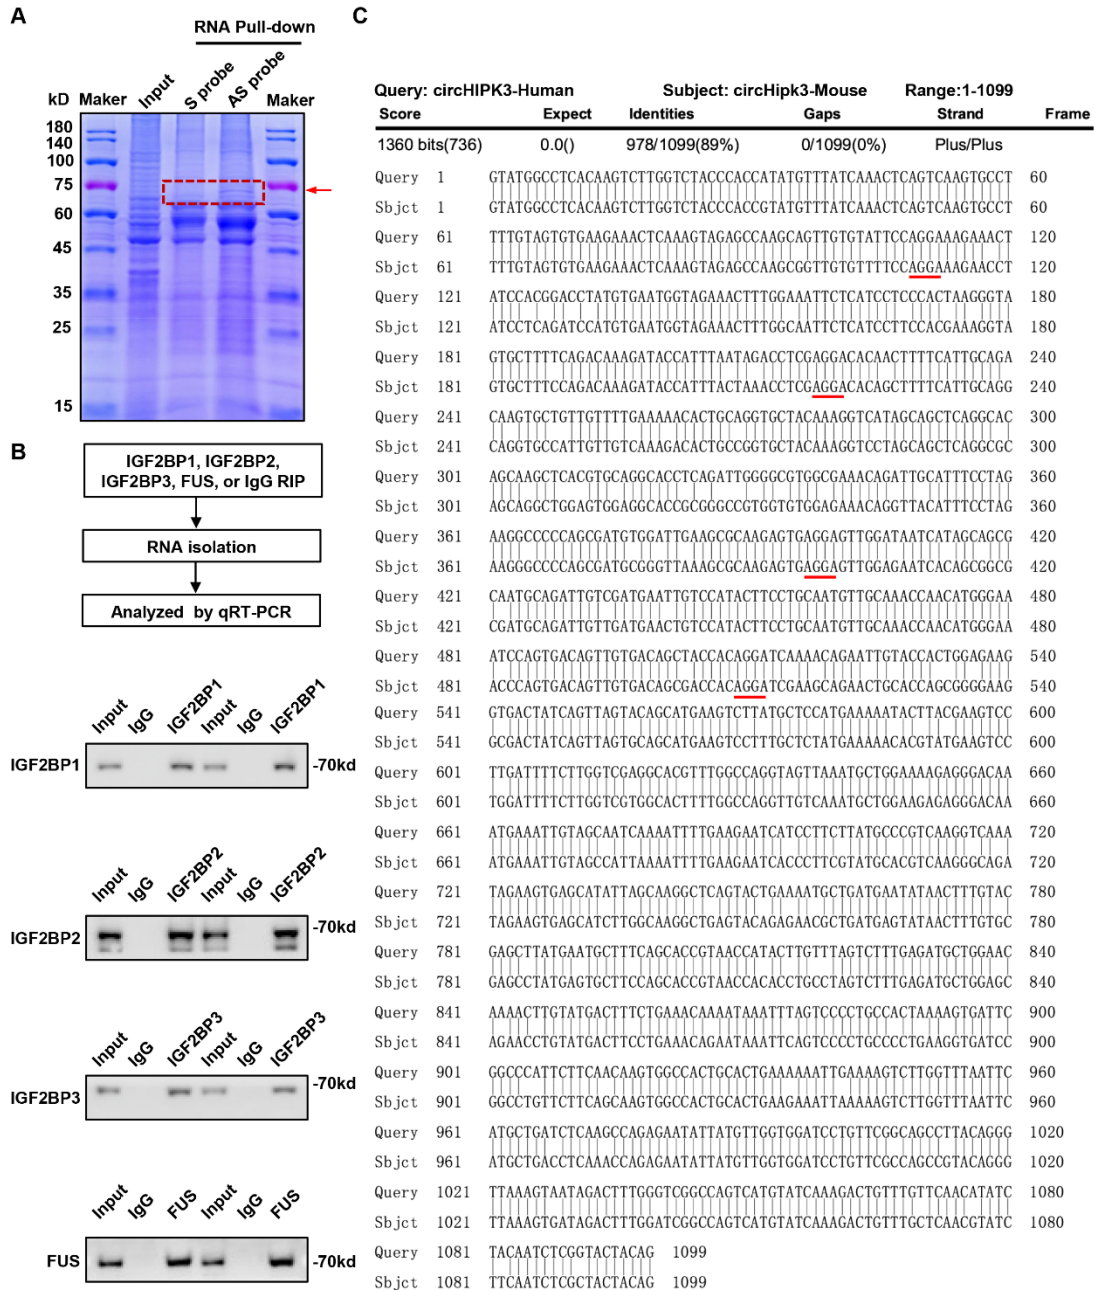 A
RNA Pull-down
kD Maker Input S probe AS probe Maker
180
140
100
75
60
45
35
25
15
B
IGF2BP1, IGF2BP2,
IGF2BP3, FUS, or IgG RIP
RNA isolation
Analyzed by qRT-PCR
Input IgG IGF2BP1 Input IgG IGF2BP1
IGF2BP1 -70kd
Input IgG IGF2BP2 Input IgG IGF2BP2
IGF2BP2 -70kd
Input IgG IGF2BP3 Input IgG IGF2BP3
IGF2BP3 -70kd
Input IgG FUS Input IgG FUS
FUS -70kd
C
Query: circHIPK3-Human Subject: circHipk3-Mouse Range:1-1099
Score Expect Identities Gaps Strand Frame
1360 bits(736) 0.0() 978/1099(89%) 0/1099(0%) Plus/Plus
Query 1 GTATGGCCTCACAAGTCTTGGTCTACCCACCATATGTTTATCAAACTCAGTCAAGTGCCT 60
Sbjct 1 GTATGGCCTCACAAGTCTTGGTCTACCCACCGTATGTTTATCAAACTCAGTCAAGTGCCT 60
Query 61 TTTGTAGTGTGAAGAAACTCAAAGTAGAGCCAAGCAGTTGTGTATTCCAGGAAAGAAACT 120
Sbjct 61 TTTGTAGTGTGAAGAAACTCAAAGTAGAGCCAAGCGGTTGTGTTTTCCAGGAAAGAACCT 120
Query 121 ATCCACGGACCTATGTGAATGGTAGAAACTTTGGAAATTCTCATCCTCCCACTAAGGGTA 180
Sbjct 121 ATCCTCAGATCCATGTGAATGGTAGAAACTTTGGCAATTCTCATCCTTCCACGAAAGGTA 180
Query 181 GTGCTTTTCAGACAAAGATACCATTTAATAGACCTCGAGGACACAACTTTTCATTGCAGA 240
Sbjct 181 GTGCTTTCCAGACAAAGATACCATTTACTAAACCTCGAGGACACAGCTTTTCATTGCAGG 240
Query 241 CAAGTGCTGTTGTTTTGAAAAACACTGCAGGTGCTACAAAGGTCATAGCAGCTCAGGCAC 300
Sbjct 241 CAGGTGCCATTGTTGTCAAAGACACTGCCGGTGCTACAAAGGTCCTAGCAGCTCAGGCGC 300
Query 301 AGCAAGCTCACGTGCAGGCACCTCAGATTGGGGCGTGGCGAAACAGATTGCATTTCCTAG 360
Sbjct 301 AGCAGGCTGGAGTGGAGGCACCGCGGGCCGTGGTGTGGAGAAACAGGTTACATTTCCTAG 360
Query 361 AAGGCCCCCAGCGATGTGGATTGAAGCGCAAGAGTGAGGAGTTGGATAATCATAGCAGCG 420
Sbjct 361 AAGGGCCCCAGCGATGCGGGTTAAAGCGCAAGAGTGAGGAGTTGGAGAATCACAGCGGCG 420
Query 421 CAATGCAGATTGTCGATGAATTGTCCATACTTCCTGCAATGTTGCAAACCAACATGGGAA 480
Sbjct 421 CGATGCAGATTGTTGATGAACTGTCCATACTTCCTGCAATGTTGCAAACCAACATGGGAA 480
Query 481 ATCCAGTGACAGTTGTGACAGCTACCACAGGATCAAAACAGAATTGTACCACTGGAGAAG 540
Sbjct 481 ACCCAGTGACAGTTGTGACAGCGACCACAGGATCGAAGCAGAACTGCACCAGCGGGGAAG 540
Query 541 GTGACTATCAGTTAGTACAGCATGAAGTCTTATGCTCCATGAAAAATACTTACGAAGTCC 600
Sbjct 541 GCGACTATCAGTTAGTGCAGCATGAAGTCCTTTGCTCTATGAAAAACACGTATGAAGTCC 600
Query 601 TTGATTTTCTTGGTCGAGGCACGTTTGGCCAGGTAGTTAAATGCTGGAAAAGAGGGACAA 660
Sbjct 601 TGGATTTTCTTGGTCGTGGCACTTTTGGCCAGGTTGTCAAATGCTGGAAGAGAGGGACAA 660
Query 661 ATGAAATTGTAGCAATCAAAATTTTGAAGAATCATCCTTCTTATGCCCGTCAAGGTCAAA 720
Sbjct 661 ATGAAATTGTAGCCATTAAAATTTTGAAGAATCACCCTTCGTATGCACGTCAAGGGCAGA 720
Query 721 TAGAAGTGAGCATATTAGCAAGGCTCAGTACTGAAAATGCTGATGAATATAACTTTGTAC 780
Sbjct 721 TAGAAGTGAGCATCTTGGCAAGGCTGAGTACAGAGAACGCTGATGAGTATAACTTTGTGC 780
Query 781 GAGCTTATGAATGCTTTCAGCACCGTAACCATACTTGTTTAGTCTTTGAGATGCTGGAAC 840
Sbjct 781 GAGCCTATGAGTGCTTCCAGCACCGTAACCACACCTGCCTAGTCTTTGAGATGCTGGAGC 840
Query 841 AAAACTTGTATGACTTTCTGAAACAAAATAAATTTAGTCCCCTGCCACTAAAAGTGATTC 900
Sbjct 841 AGAACCTGTATGACTTCCTGAAACAGAATAAATTCAGTCCCCTGCCCCTGAAGGTGATCC 900
Query 901 GGCCCATTCTTCAACAAGTGGCCACTGCACTGAAAAAATTGAAAAGTCTTGGTTTAATTC 960
Sbjct 901 GGCCTGTTCTTCAGCAAGTGGCCACTGCACTGAAGAAATTAAAAAGTCTTGGTTTAATTC 960
Query 961 ATGCTGATCTCAAGCCAGAGAATATTATGTTGGTGGATCCTGTTCGGCAGCCTTACAGGG 1020
Sbjct 961 ATGCTGACCTCAAACCAGAGAATATTATGTTGGTGGATCCTGTTCGCCAGCCGTACAGGG 1020
Query 1021 TTAAAGTAATAGACTTTGGGTCGGCCAGTCATGTATCAAAGACTGTTTGTTCAACATATC 1080
Sbjct 1021 TTAAAGTGATAGACTTTGGATCGGCCAGTCATGTATCAAAGACTGTTTGCTCAACGTATC 1080
Query 1081 TACAATCTCGGTACTACAG 1099
Sbjct 1081 TTCAATCTCGCTACTACAG 1099